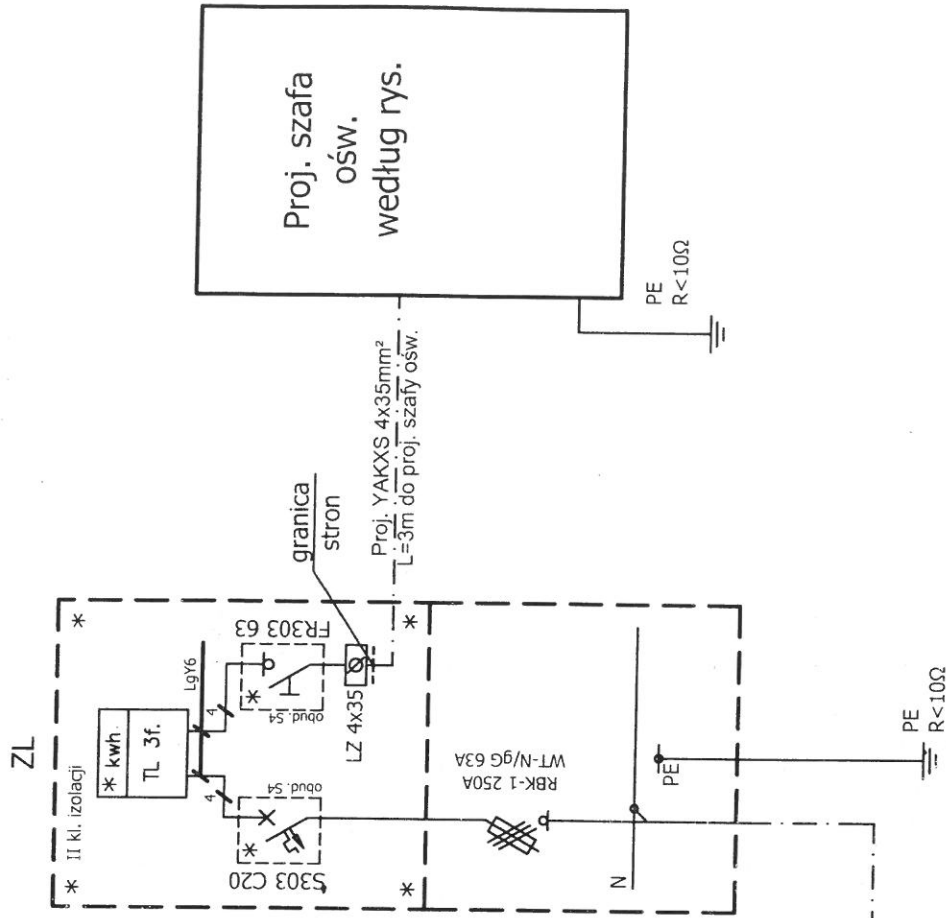 ZL
* II kl. izolacji *
* kwh
TL 3f.
LgY6
4
4
S303 C20
*
obud. S4
FR303 63
*
obud. S4
LZ 4x35
granica
stron
* *
Proj. YAKXS 4x35mm²
L=3m do proj. szafy ośw.
RBK-1 250A
WT-N/gG 63A
N
PE
PE
R<10Ω
Proj. szafa
ośw.
według rys.
PE
R<10Ω